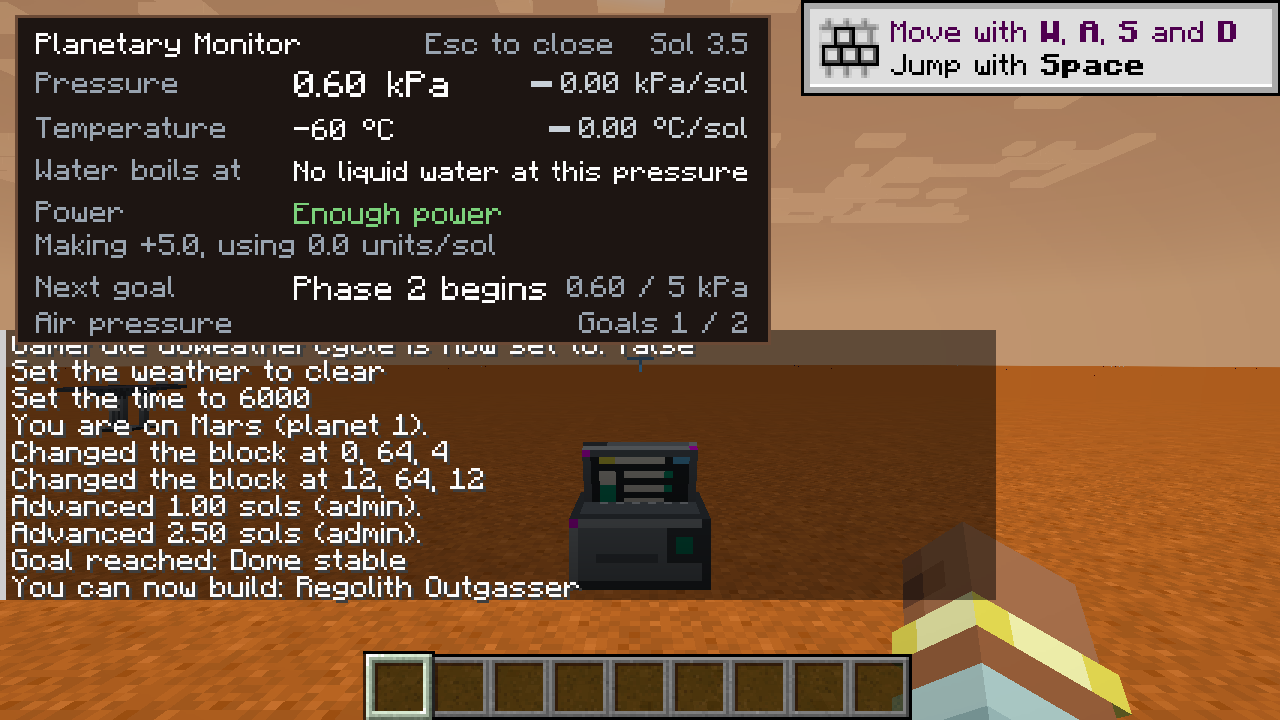 Planetary Monitor Esc to close Sol 3.5
Pressure 0.60 kPa — 0.00 kPa/sol
Temperature -60 °C — 0.00 °C/sol
Water boils at No liquid water at this pressure
Power Enough power
Making +5.0, using 0.0 units/sol
Next goal Phase 2 begins 0.60 / 5 kPa
Air pressure Goals 1 / 2
Move with W, A, S and D
Jump with Space
is now set to: false
Set the weather to clear
Set the time to 6000
You are on Mars (planet 1).
Changed the block at 0, 64, 4
Changed the block at 12, 64, 12
Advanced 1.00 sols (admin).
Advanced 2.50 sols (admin).
Goal reached: Dome stable
You can now build: Regolith Outgasser